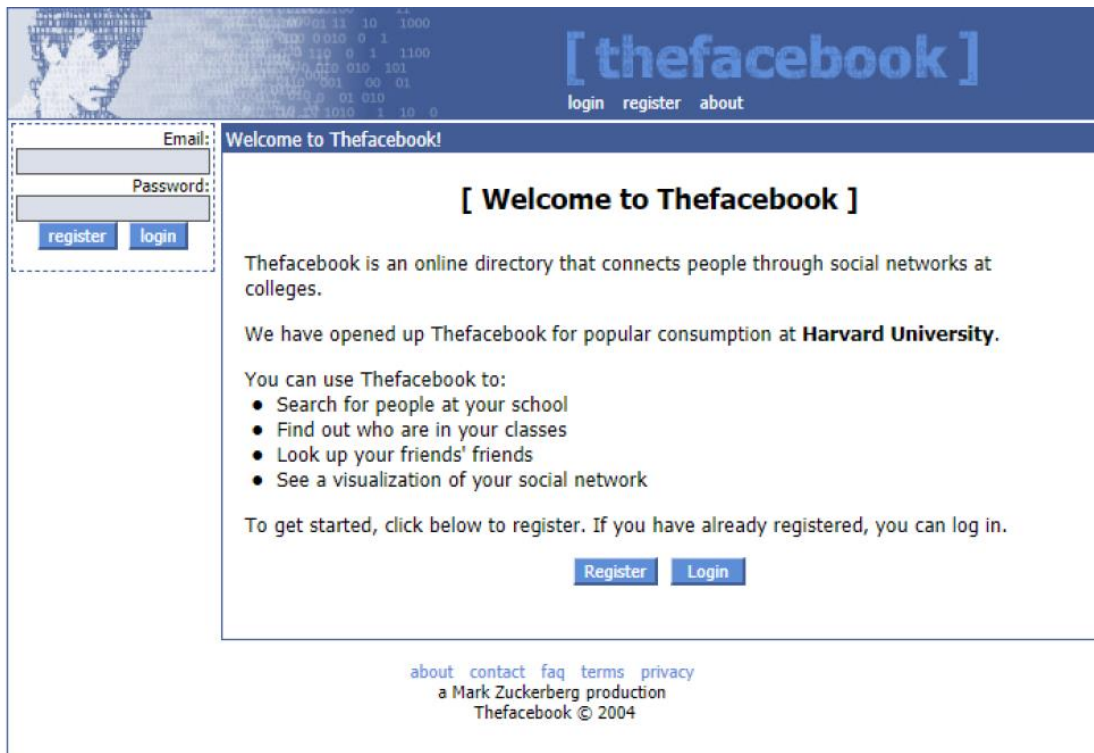 [ thefacebook ]
login register about
Email:
Password:
register login
Welcome to Thefacebook!
[ Welcome to Thefacebook ]
Thefacebook is an online directory that connects people through social networks at
colleges.
We have opened up Thefacebook for popular consumption at Harvard University.
You can use Thefacebook to:
● Search for people at your school
● Find out who are in your classes
● Look up your friends' friends
● See a visualization of your social network
To get started, click below to register. If you have already registered, you can log in.
Register Login
about contact faq terms privacy
a Mark Zuckerberg production
Thefacebook © 2004